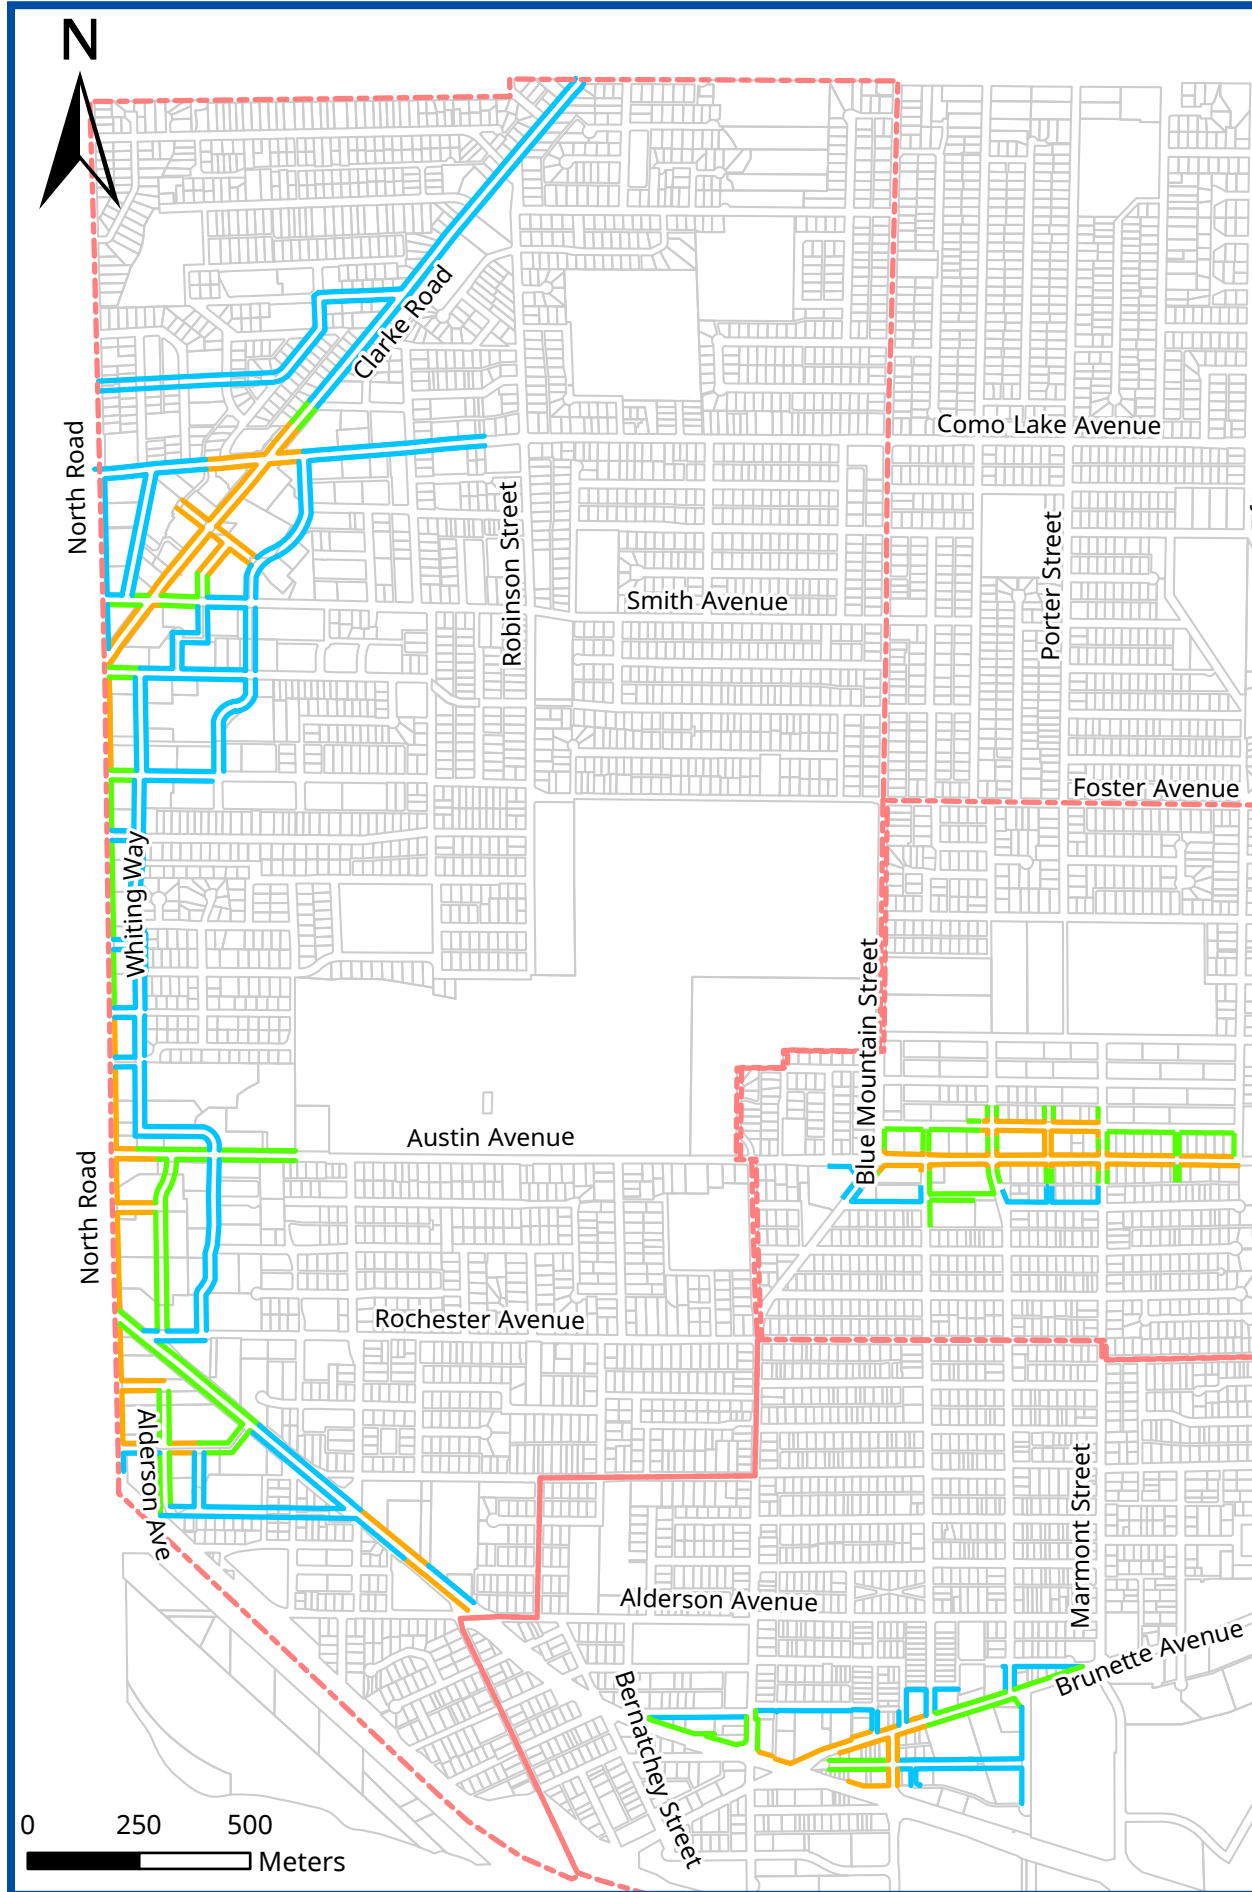 N
Clarke Road
Como Lake Avenue
North Road
Robinson Street
Porter Street
Smith Avenue
Foster Avenue
Whiting Way
Blue Mountain Street
Austin Avenue
North Road
Rochester Avenue
Alderson Ave
Marmont Street
Alderson Avenue
Brunette Avenue
Bernatchey Street
0 250 500
Meters